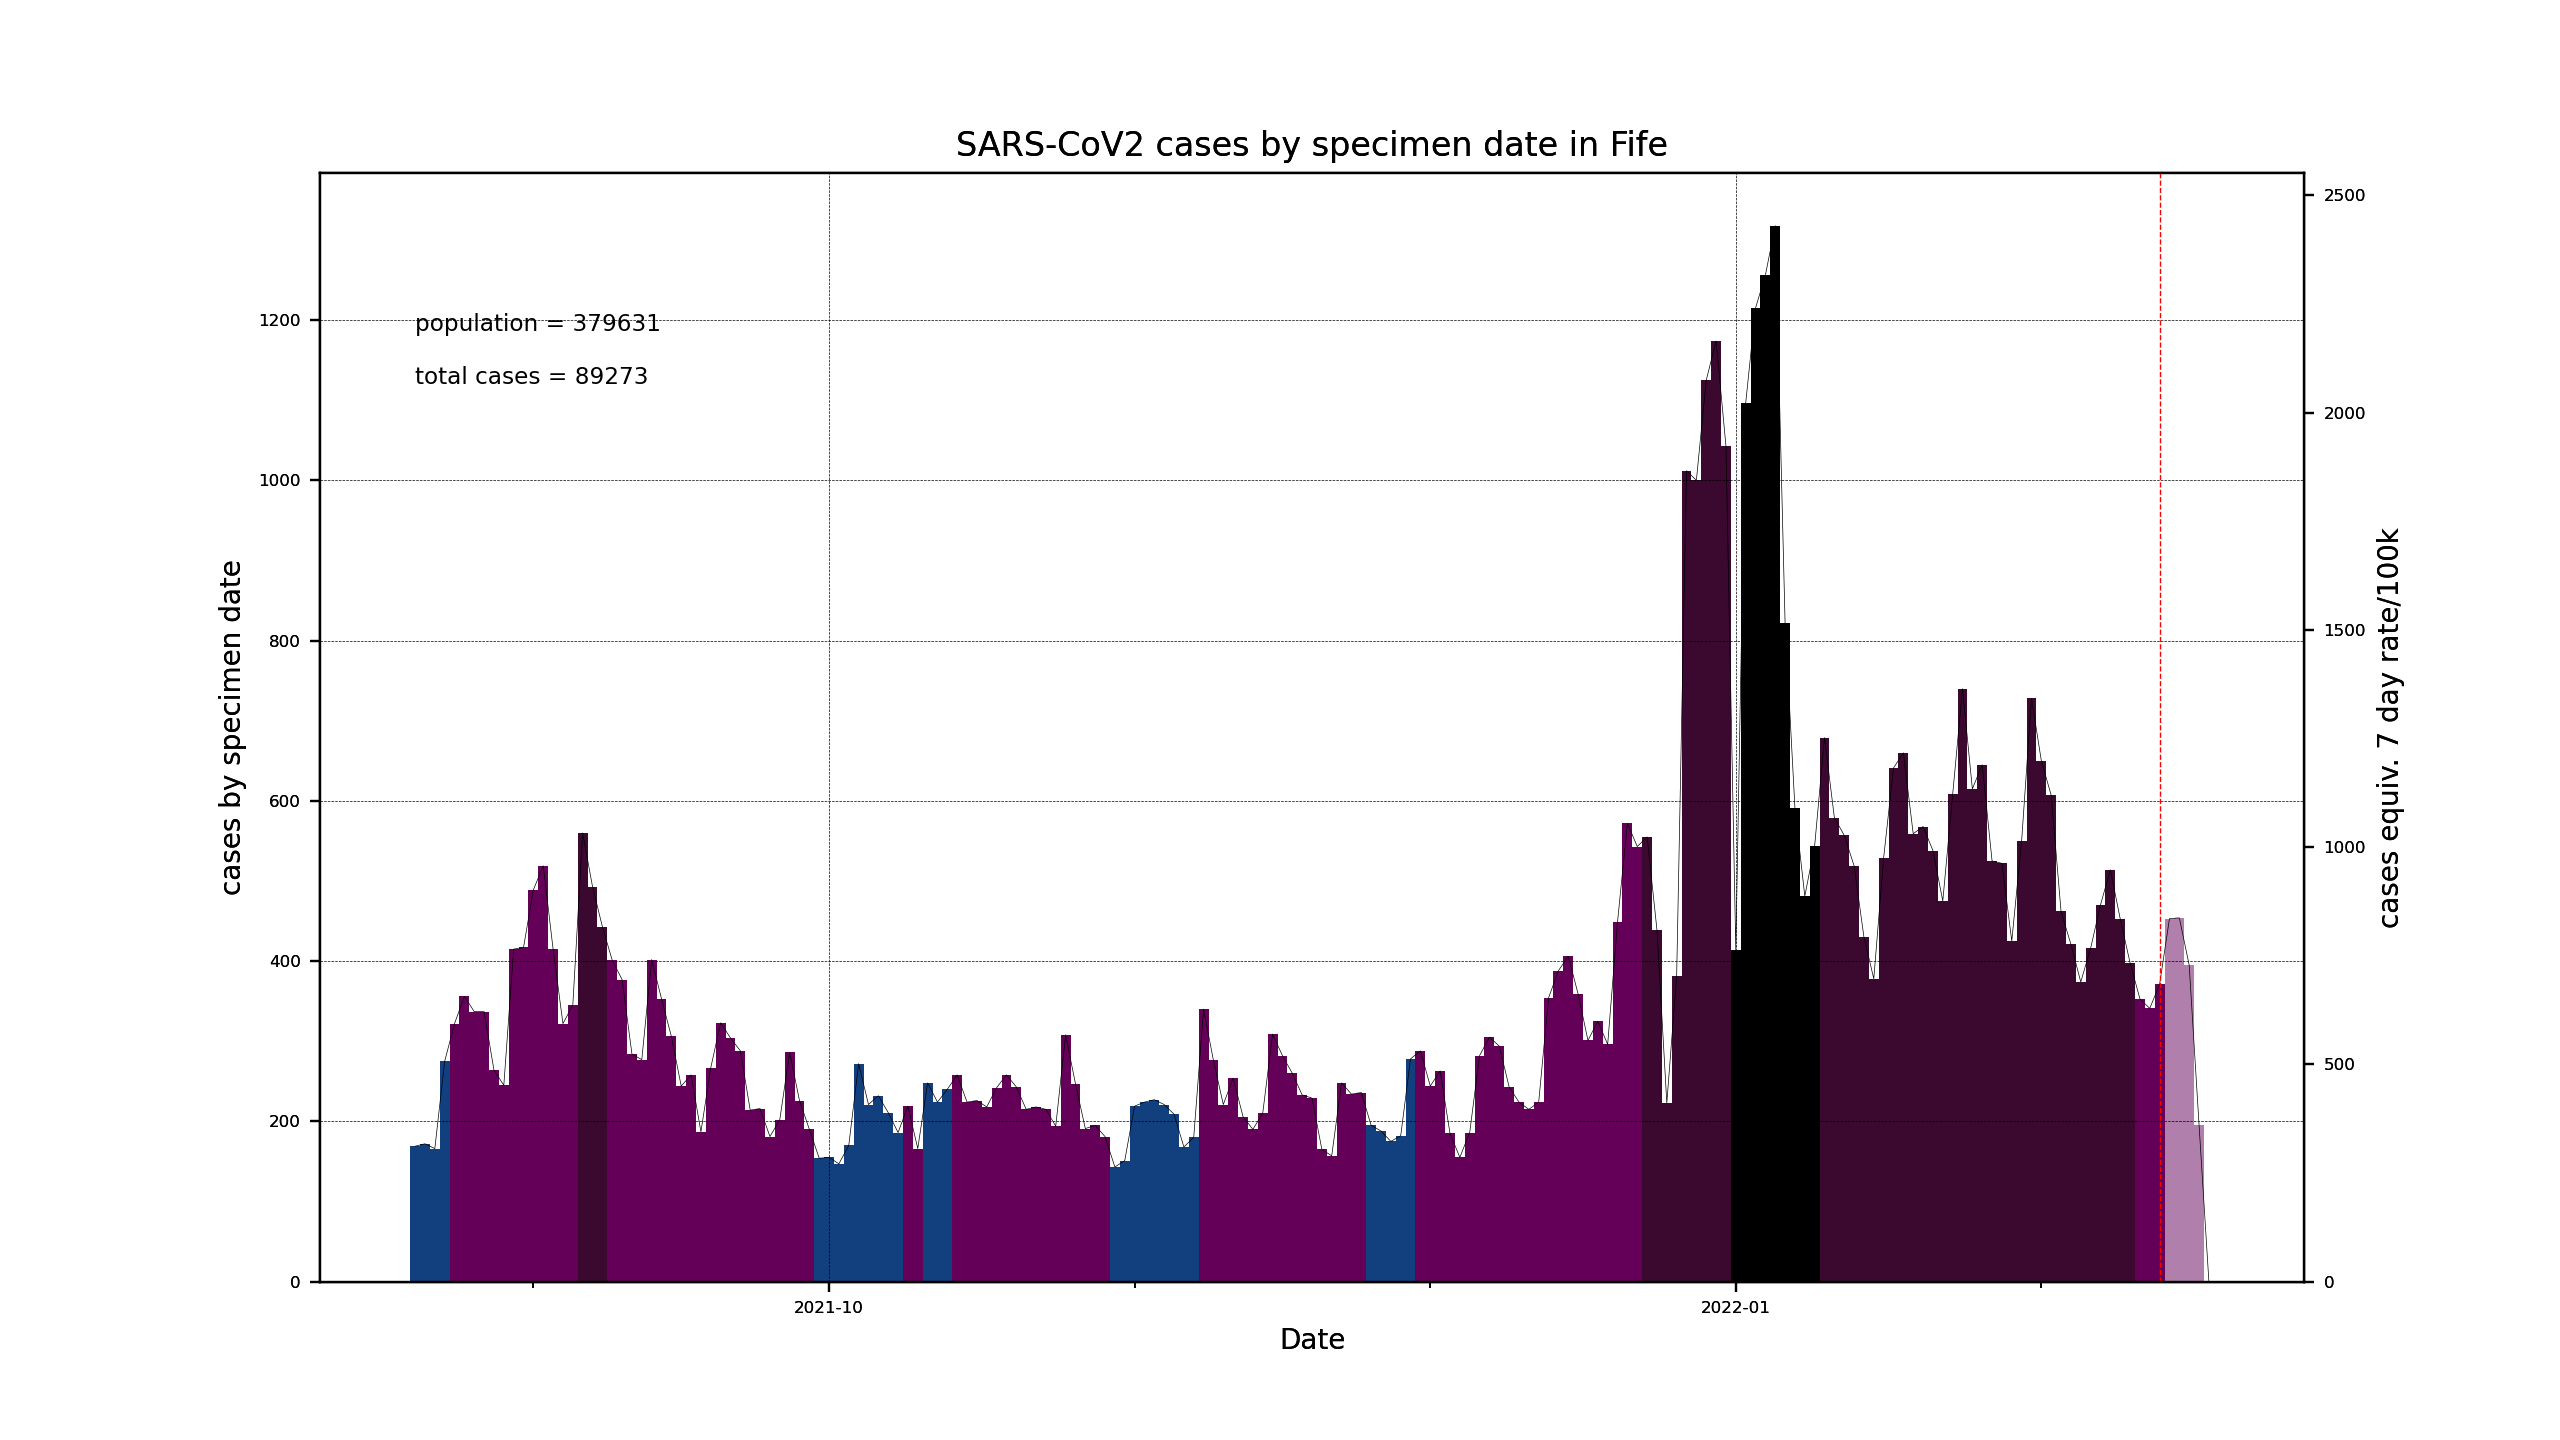 SARS-CoV2 cases by specimen date in Fife
population = 379631
total cases = 89273
cases by specimen date
1200
1000
800
600
400
200
0
2500
2000
1500
1000
500
0
cases equiv. 7 day rate/100k
2021-10
2022-01
Date